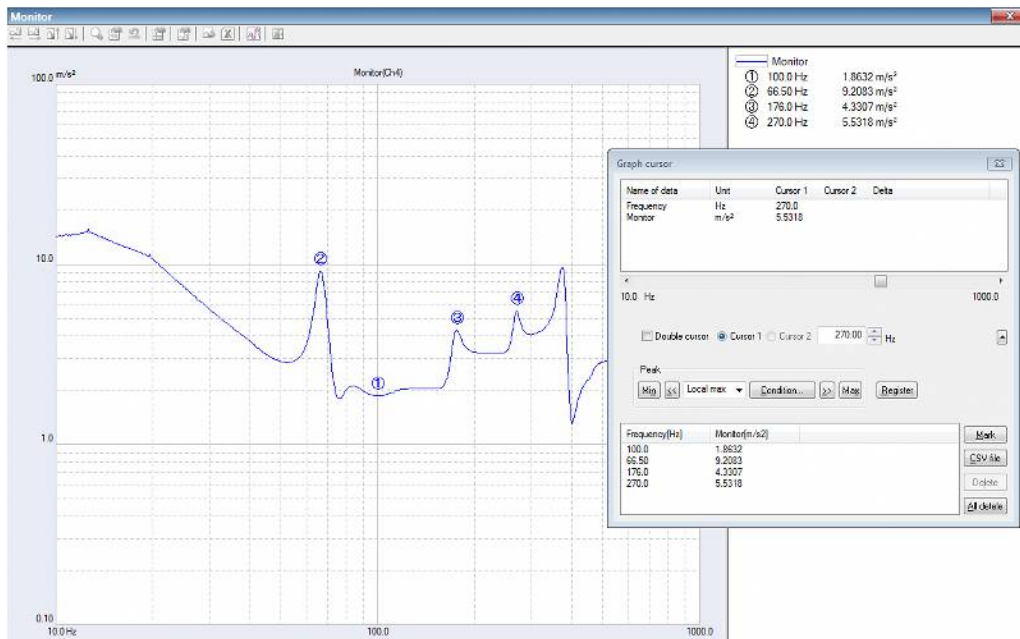 Monitor
100.0 m/s²
Monitor(Ch4)
10.0
1.0
0.10
10.0 Hz
100.0
1000.0
①
②
③
④
Monitor
① 100.0 Hz 1.8632 m/s²
② 66.50 Hz 9.2083 m/s²
③ 176.0 Hz 4.3307 m/s²
④ 270.0 Hz 5.5318 m/s²
Graph cursor
Name of data Unit Cursor 1 Cursor 2 Delta
Frequency Hz 270.0
Monitor m/s² 5.5318
10.0 Hz 1000.0
Double cursor Cursor 1 Cursor 2 270.00 Hz
Peak
Min << Local max Condition... >> Max Register
Frequency[Hz] Monitor[m/s2]
100.0 1.8632
66.50 9.2083
176.0 4.3307
270.0 5.5318
Mark
CSV file
Delete
All delete